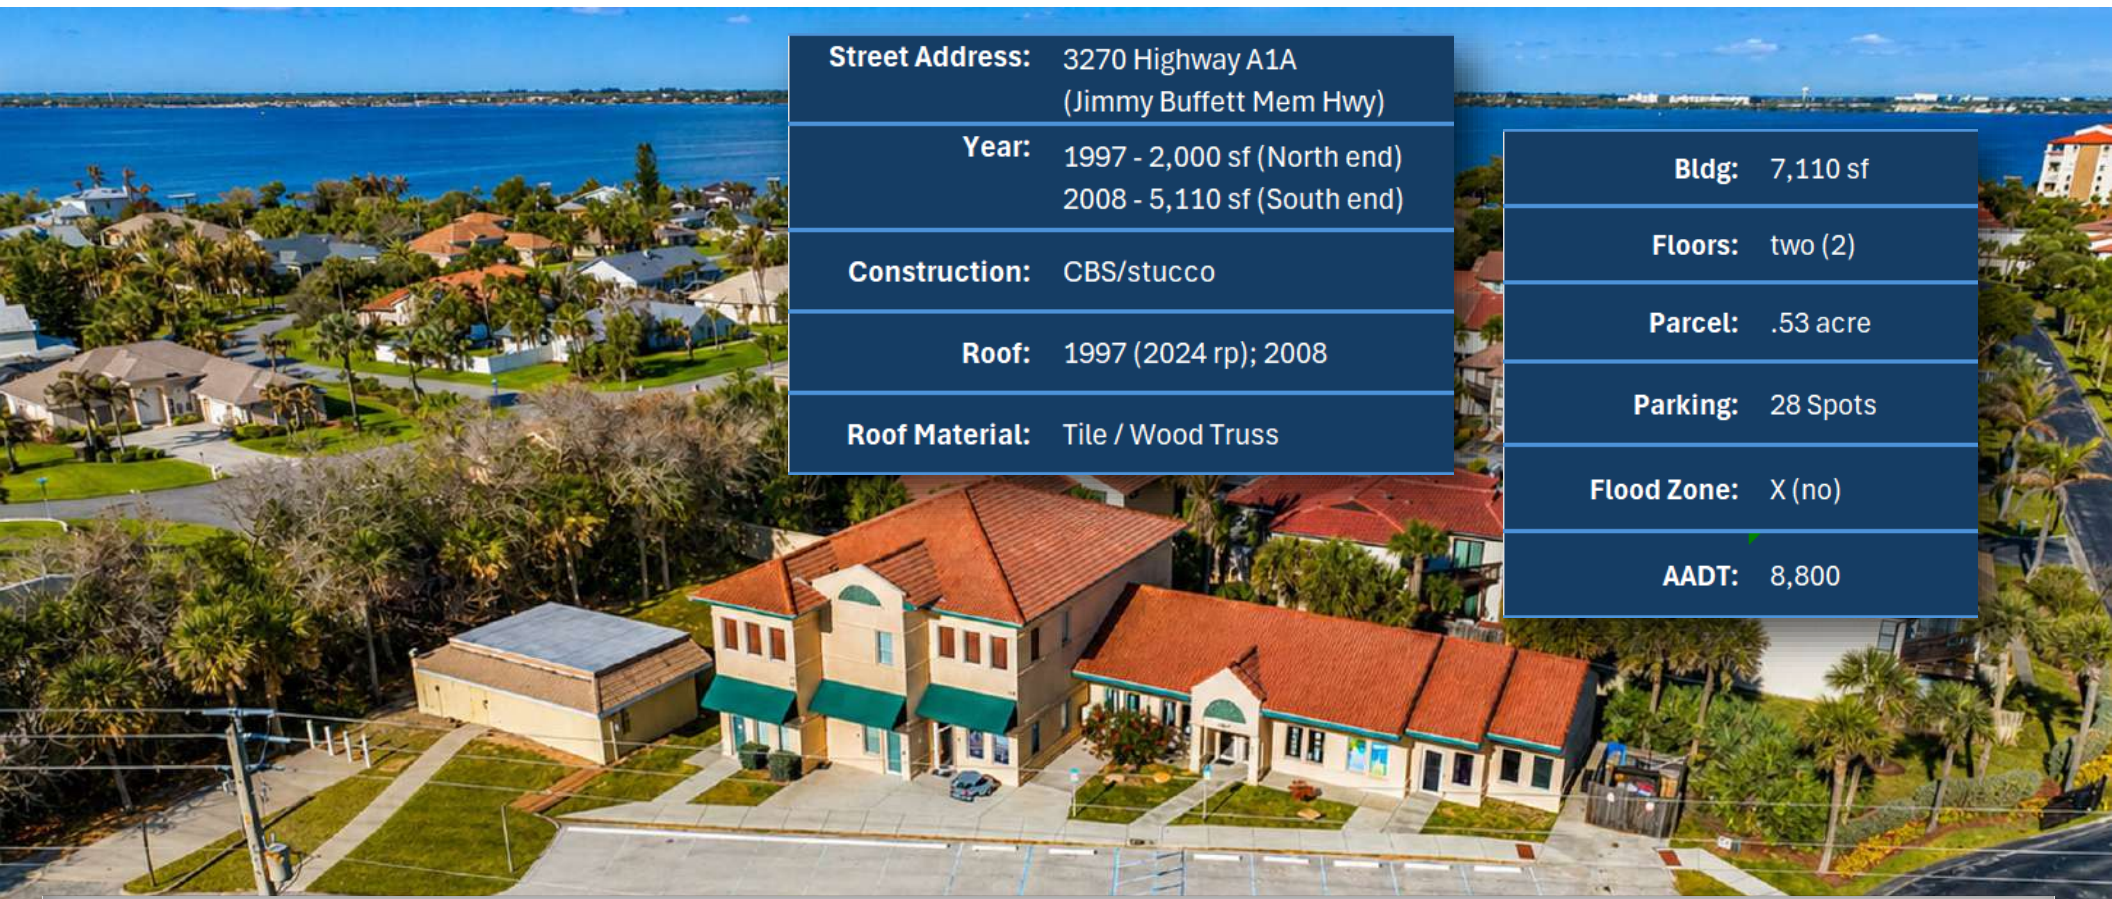 Street Address: 3270 Highway A1A
(Jimmy Buffett Mem Hwy)
Year: 1997 - 2,000 sf (North end)
2008 - 5,110 sf (South end)
Construction: CBS/stucco
Roof: 1997 (2024 rp); 2008
Roof Material: Tile / Wood Truss
Bldg: 7,110 sf
Floors: two (2)
Parcel: .53 acre
Parking: 28 Spots
Flood Zone: X (no)
AADT: 8,800